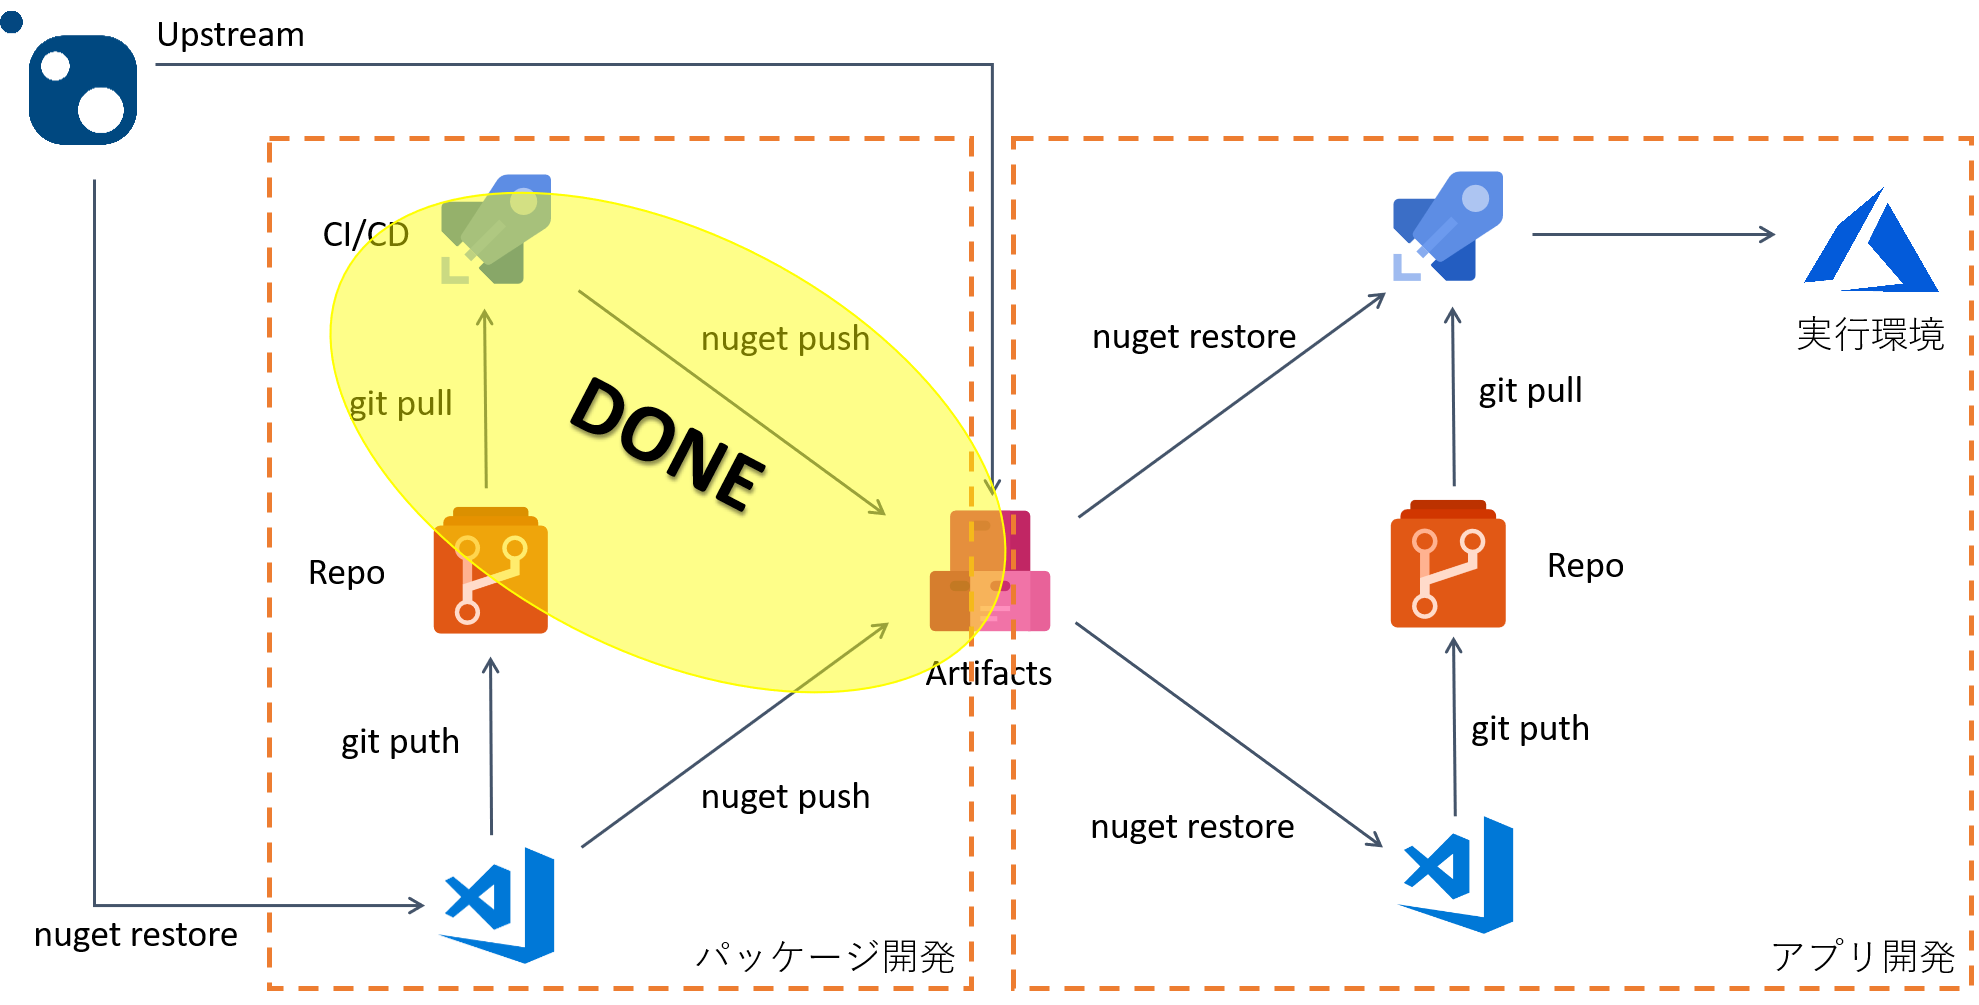 Upstream
CI/CD
nuget push
git pull
DONE
Repo
Artifacts
git puth
nuget push
nuget restore
パッケージ開発
nuget restore
実行環境
git pull
Repo
git puth
nuget restore
アプリ開発